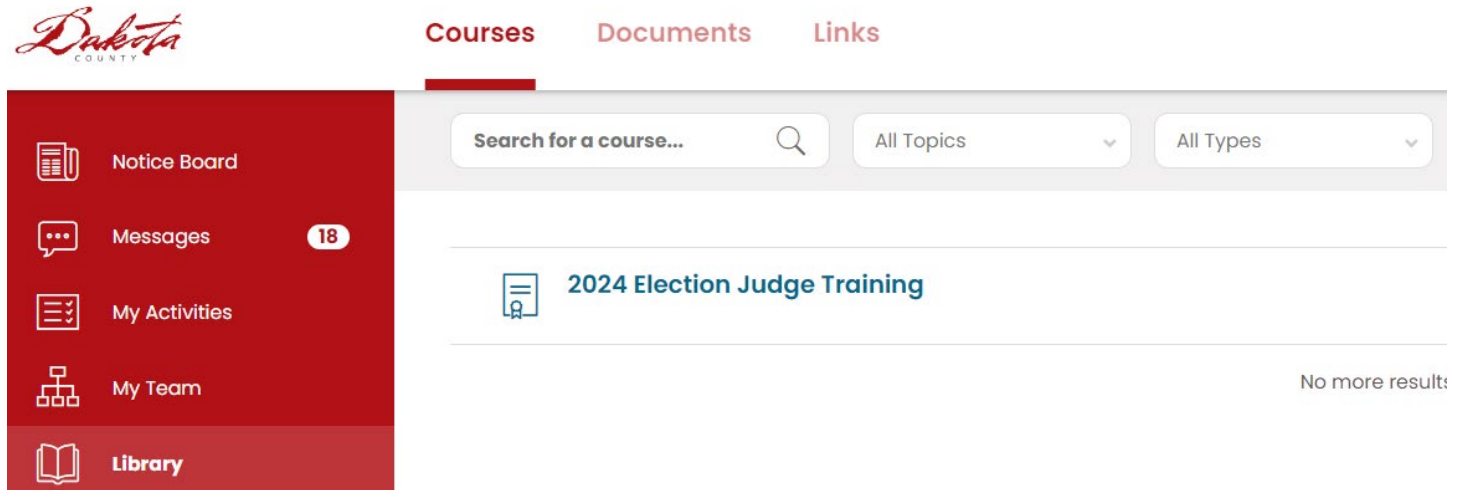 Dakota
COUNTY
Courses Documents Links
Search for a course... All Topics All Types
Notice Board
Messages 18
My Activities
My Team
Library
2024 Election Judge Training
No more results